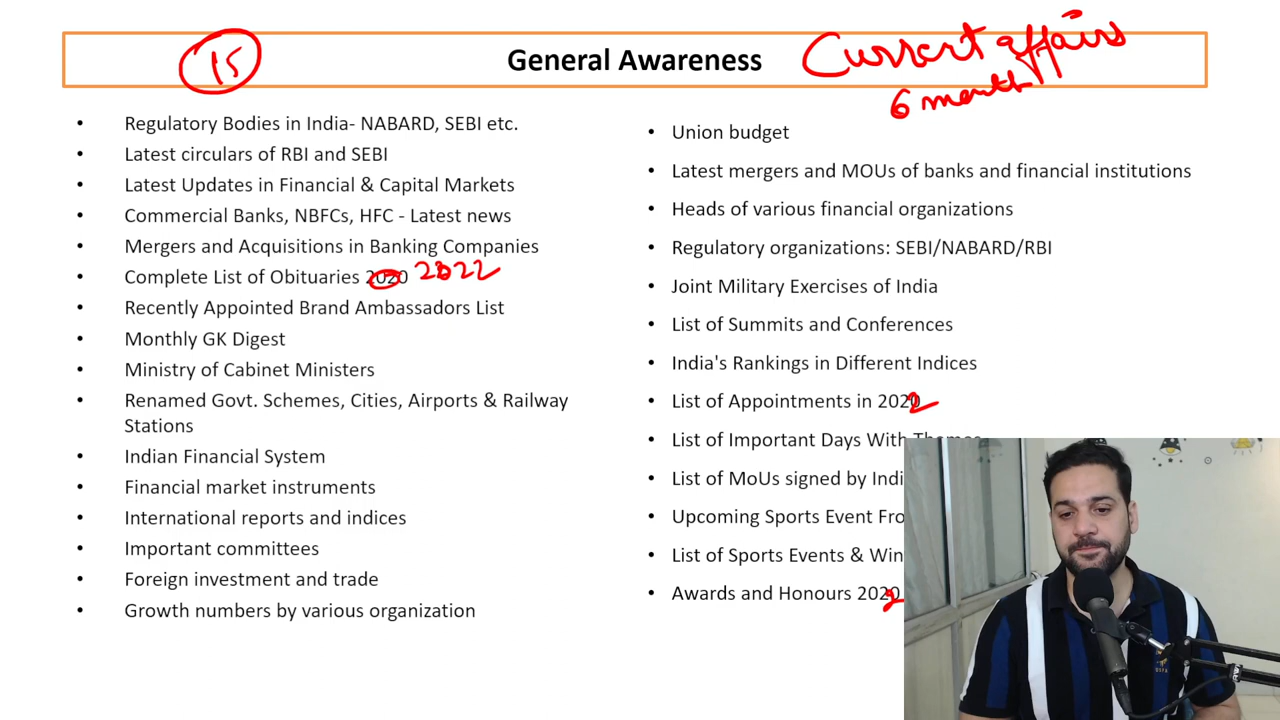 15
General Awareness
Current affairs
6 month
Regulatory Bodies in India- NABARD, SEBI etc.
Latest circulars of RBI and SEBI
Latest Updates in Financial & Capital Markets
Commercial Banks, NBFCs, HFC - Latest news
Mergers and Acquisitions in Banking Companies
Complete List of Obituaries 2020 2022
Recently Appointed Brand Ambassadors List
Monthly GK Digest
Ministry of Cabinet Ministers
Renamed Govt. Schemes, Cities, Airports & Railway
Stations
Indian Financial System
Financial market instruments
International reports and indices
Important committees
Foreign investment and trade
Growth numbers by various organization
Union budget
Latest mergers and MOUs of banks and financial institutions
Heads of various financial organizations
Regulatory organizations: SEBI/NABARD/RBI
Joint Military Exercises of India
List of Summits and Conferences
India's Rankings in Different Indices
List of Appointments in 2020 2
List of Important Days With Themes
List of MoUs signed by Indi
Upcoming Sports Event Fro
List of Sports Events & Win
Awards and Honours 2020 2